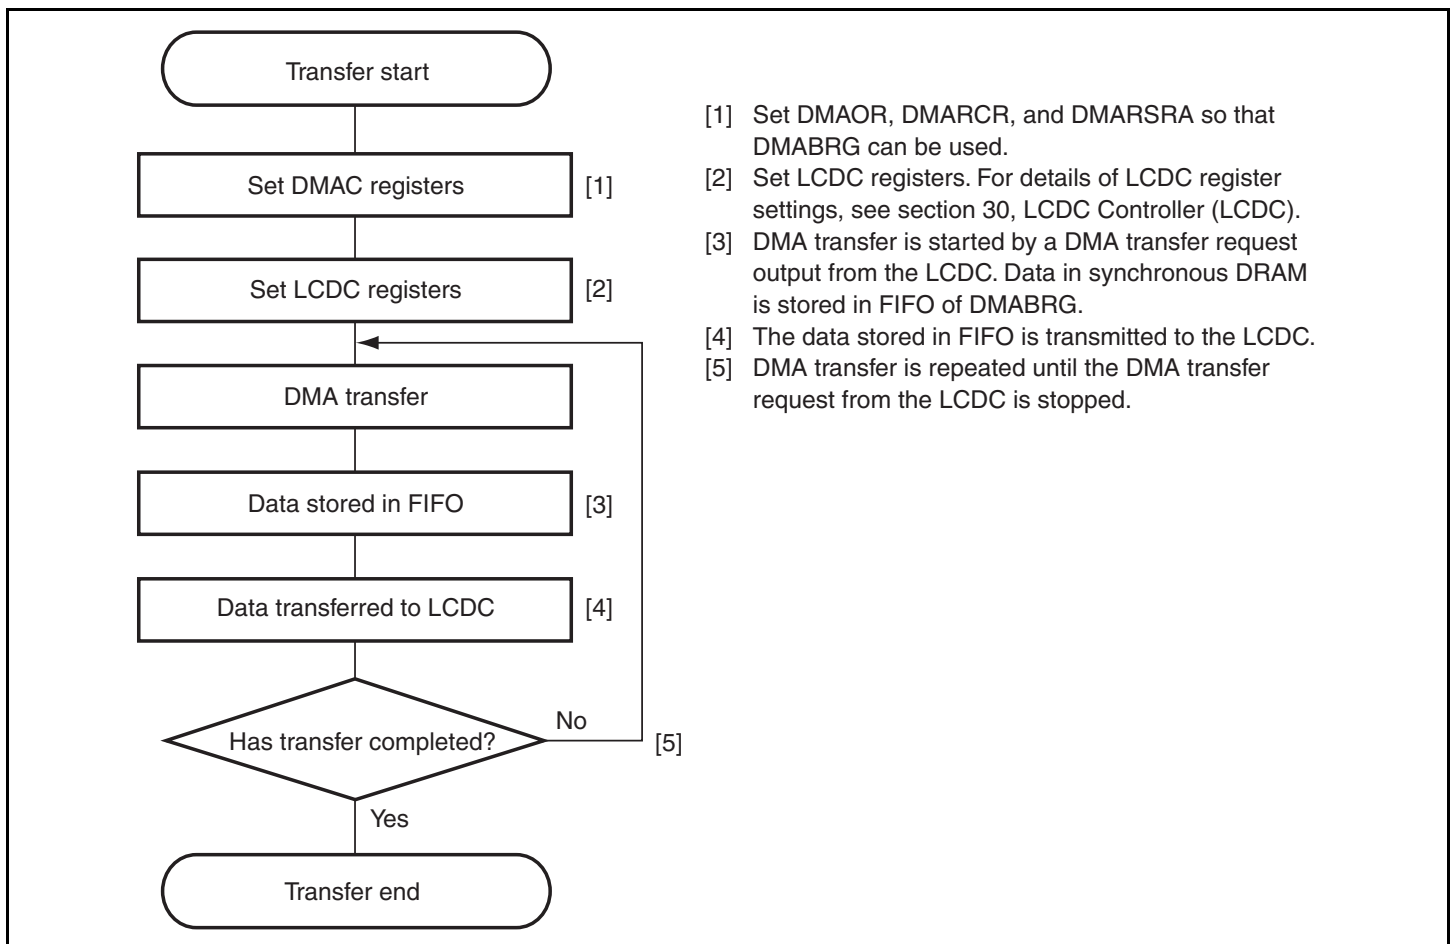 Transfer start
Set DMAC registers
[1]
Set LCDC registers
[2]
DMA transfer
Data stored in FIFO
[3]
Data transferred to LCDC
[4]
Has transfer completed?
No
[5]
Yes
Transfer end
[1] Set DMAOR, DMARCR, and DMARSRA so that
DMABRG can be used.
[2] Set LCDC registers. For details of LCDC register
settings, see section 30, LCDC Controller (LCDC).
[3] DMA transfer is started by a DMA transfer request
output from the LCDC. Data in synchronous DRAM
is stored in FIFO of DMABRG.
[4] The data stored in FIFO is transmitted to the LCDC.
[5] DMA transfer is repeated until the DMA transfer
request from the LCDC is stopped.